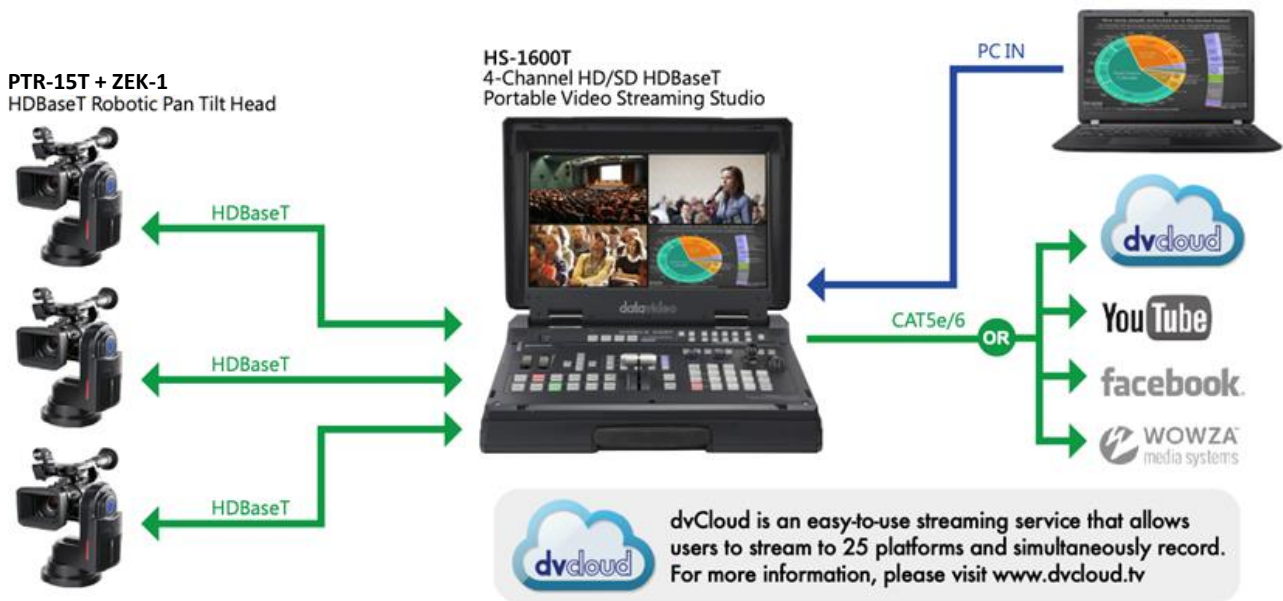 PTR-15T + ZEK-1
HDBaseT Robotic Pan Tilt Head
HDBaseT
HDBaseT
HDBaseT
HS-1600T
4-Channel HD/SD HDBaseT
Portable Video Streaming Studio
datavideo
PC IN
CAT5e/6
OR
dvcloud
YouTube
facebook.
WOWZA
media systems
dvcloud
dvCloud is an easy-to-use streaming service that allows
users to stream to 25 platforms and simultaneously record.
For more information, please visit www.dvcloud.tv